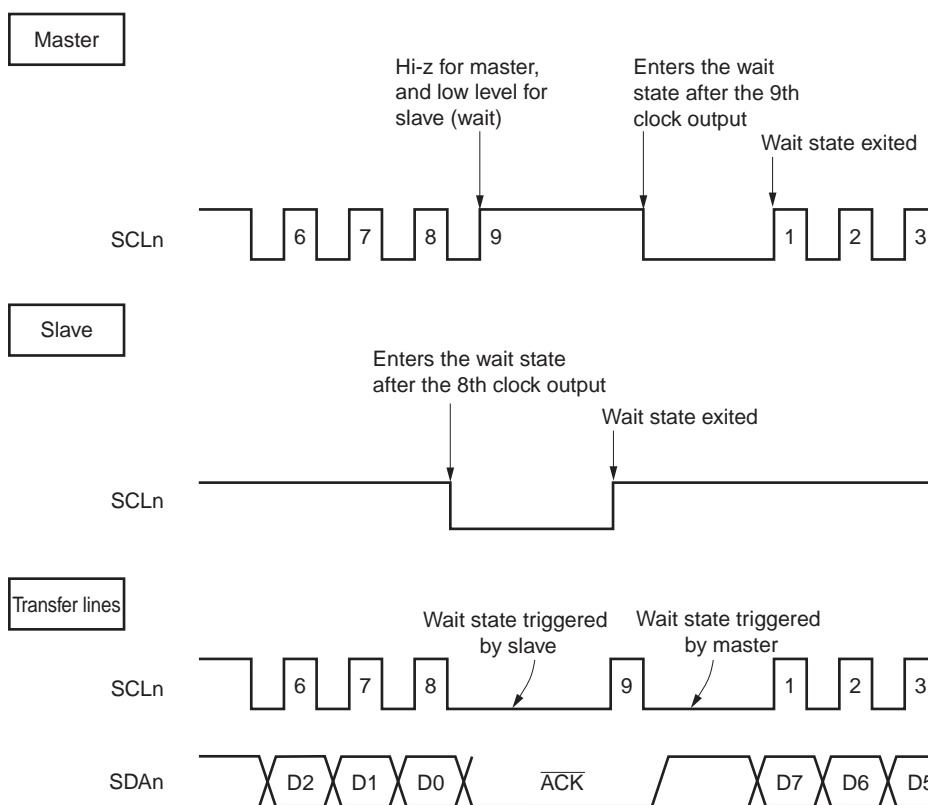 Master
Hi-z for master,
and low level for
slave (wait)
Enters the wait
state after the 9th
clock output
Wait state exited
SCLn
6 7 8 9 1 2 3
Slave
Enters the wait state
after the 8th clock output
Wait state exited
SCLn
Transfer lines
Wait state triggered
by slave
Wait state triggered
by master
SCLn
6 7 8 9 1 2 3
SDAn
D2 D1 D0 ACK D7 D6 D5